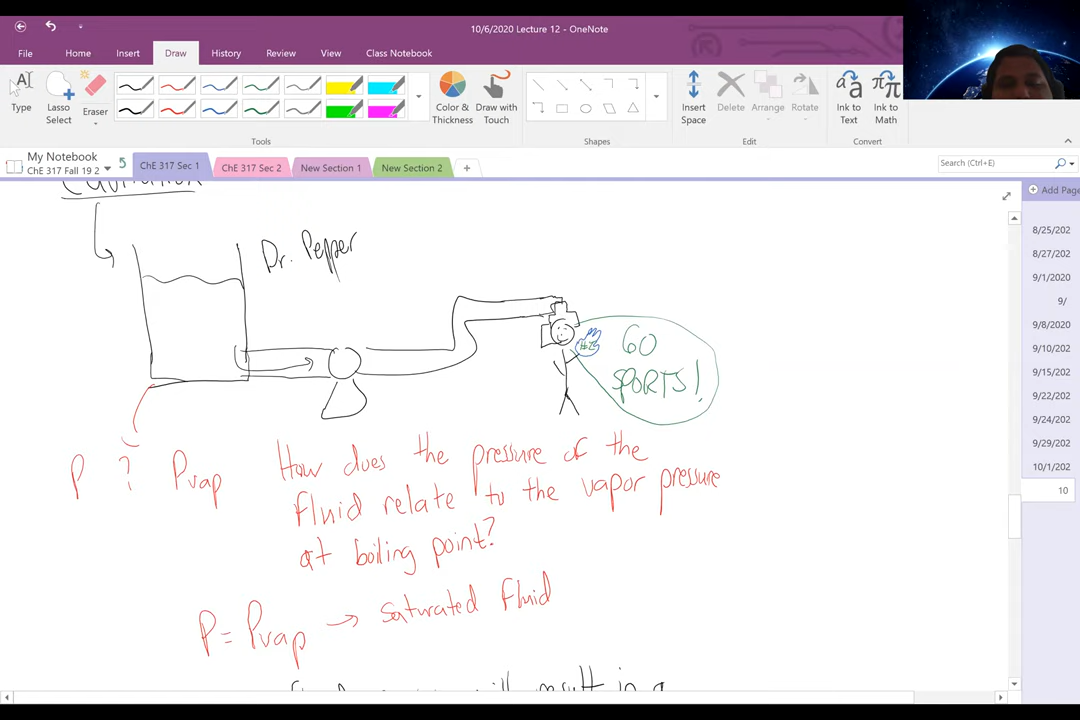 10/6/2020 Lecture 12 - OneNote
File Home Insert Draw History Review View Class Notebook
Type
Lasso Select
Eraser
Color & Thickness
Draw with Touch
Insert Space
Delete
Arrange
Rotate
Ink to Text
Ink to Math
Tools
Shapes
Edit
Convert
My Notebook
ChE 317 Fall 19 2
ChE 317 Sec 1
ChE 317 Sec 2
New Section 1
New Section 2
Search (Ctrl+E)
Add Page
8/25/202
8/27/202
9/1/2020
9/
9/8/2020
9/10/202
9/15/202
9/22/202
9/24/202
9/29/202
10/1/202
10
Cavitation
Dr. Pepper
GO
SPORTS!
P ? Pvap
How does the pressure of the
fluid relate to the vapor pressure
at boiling point?
P = Pvap → saturated fluid
will result in a